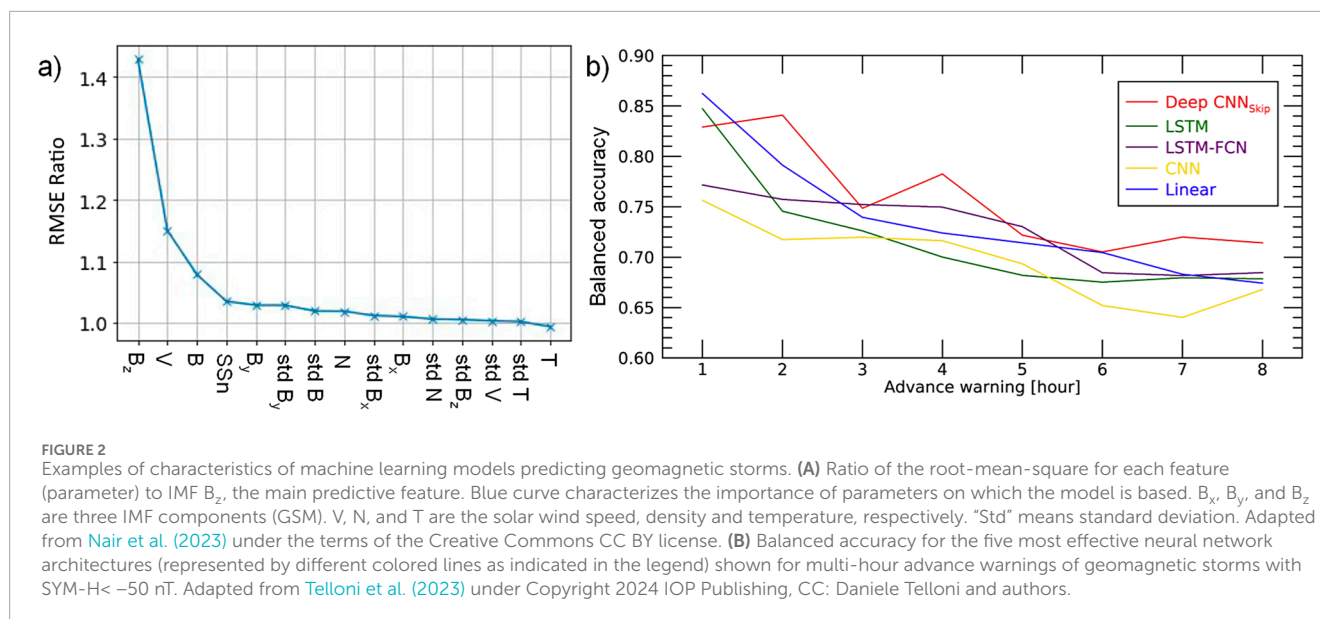 a)
1.4
1.3
1.2
1.1
1.0
RMSE Ratio
Bz
V
B
SSn
By
std By
std B
N
std Bx
Bx
std N
std Bz
std V
std T
T
b)
0.90
0.85
0.80
0.75
0.70
0.65
0.60
Balanced accuracy
Deep CNNSkip
LSTM
LSTM-FCN
CNN
Linear
1 2 3 4 5 6 7 8
Advance warning [hour]
FIGURE 2
Examples of characteristics of machine learning models predicting geomagnetic storms. (A) Ratio of the root-mean-square for each feature
(parameter) to IMF Bz, the main predictive feature. Blue curve characterizes the importance of parameters on which the model is based. Bx, By, and Bz
are three IMF components (GSM). V, N, and T are the solar wind speed, density and temperature, respectively. “Std” means standard deviation. Adapted
from Nair et al. (2023) under the terms of the Creative Commons CC BY license. (B) Balanced accuracy for the five most effective neural network
architectures (represented by different colored lines as indicated in the legend) shown for multi-hour advance warnings of geomagnetic storms with
SYM-H< −50 nT. Adapted from Telloni et al. (2023) under Copyright 2024 IOP Publishing, CC: Daniele Telloni and authors.